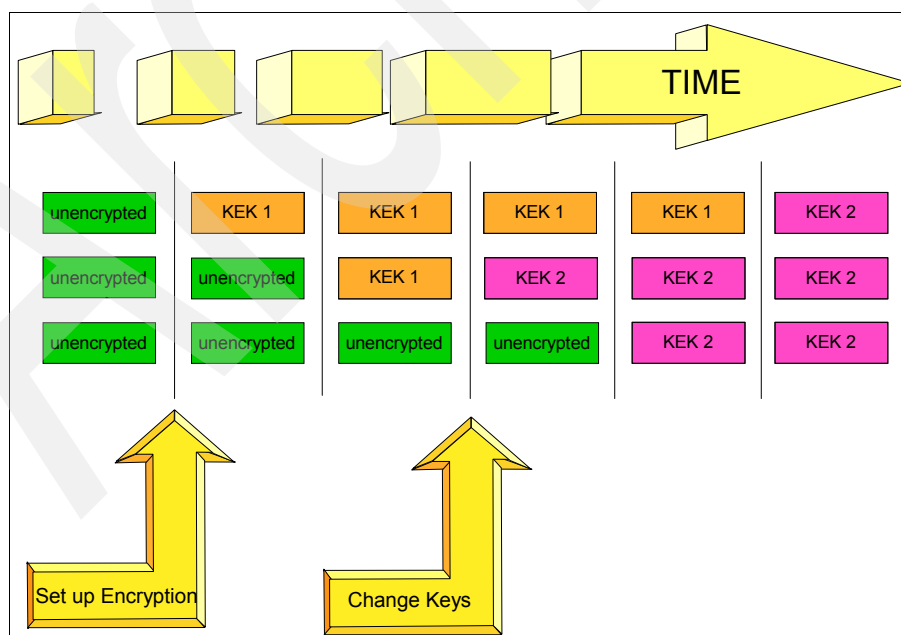 TIME
unencrypted KEK 1 KEK 1 KEK 1 KEK 1 KEK 2
unencrypted unencrypted KEK 1 KEK 2 KEK 2 KEK 2
unencrypted unencrypted unencrypted unencrypted KEK 2 KEK 2
Set up Encryption Change Keys